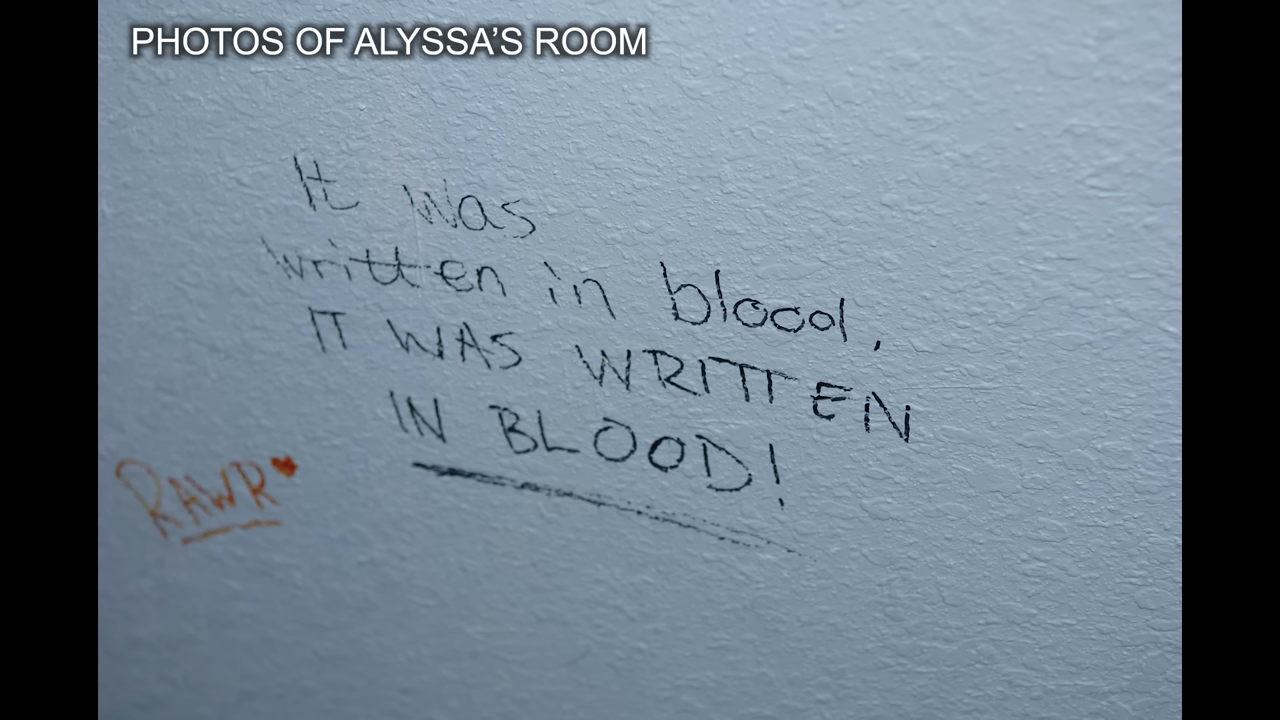 PHOTOS OF ALYSSA'S ROOM
It was
written in blood,
IT WAS WRITTEN
IN BLOOD!
RAWR